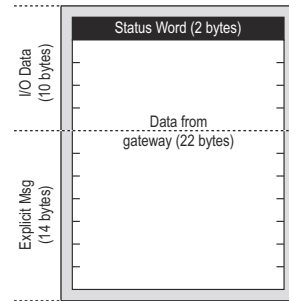 Status Word (2 bytes)
I/O Data
(10 bytes)
Data from
gateway (22 bytes)
Explicit Msg
(14 bytes)